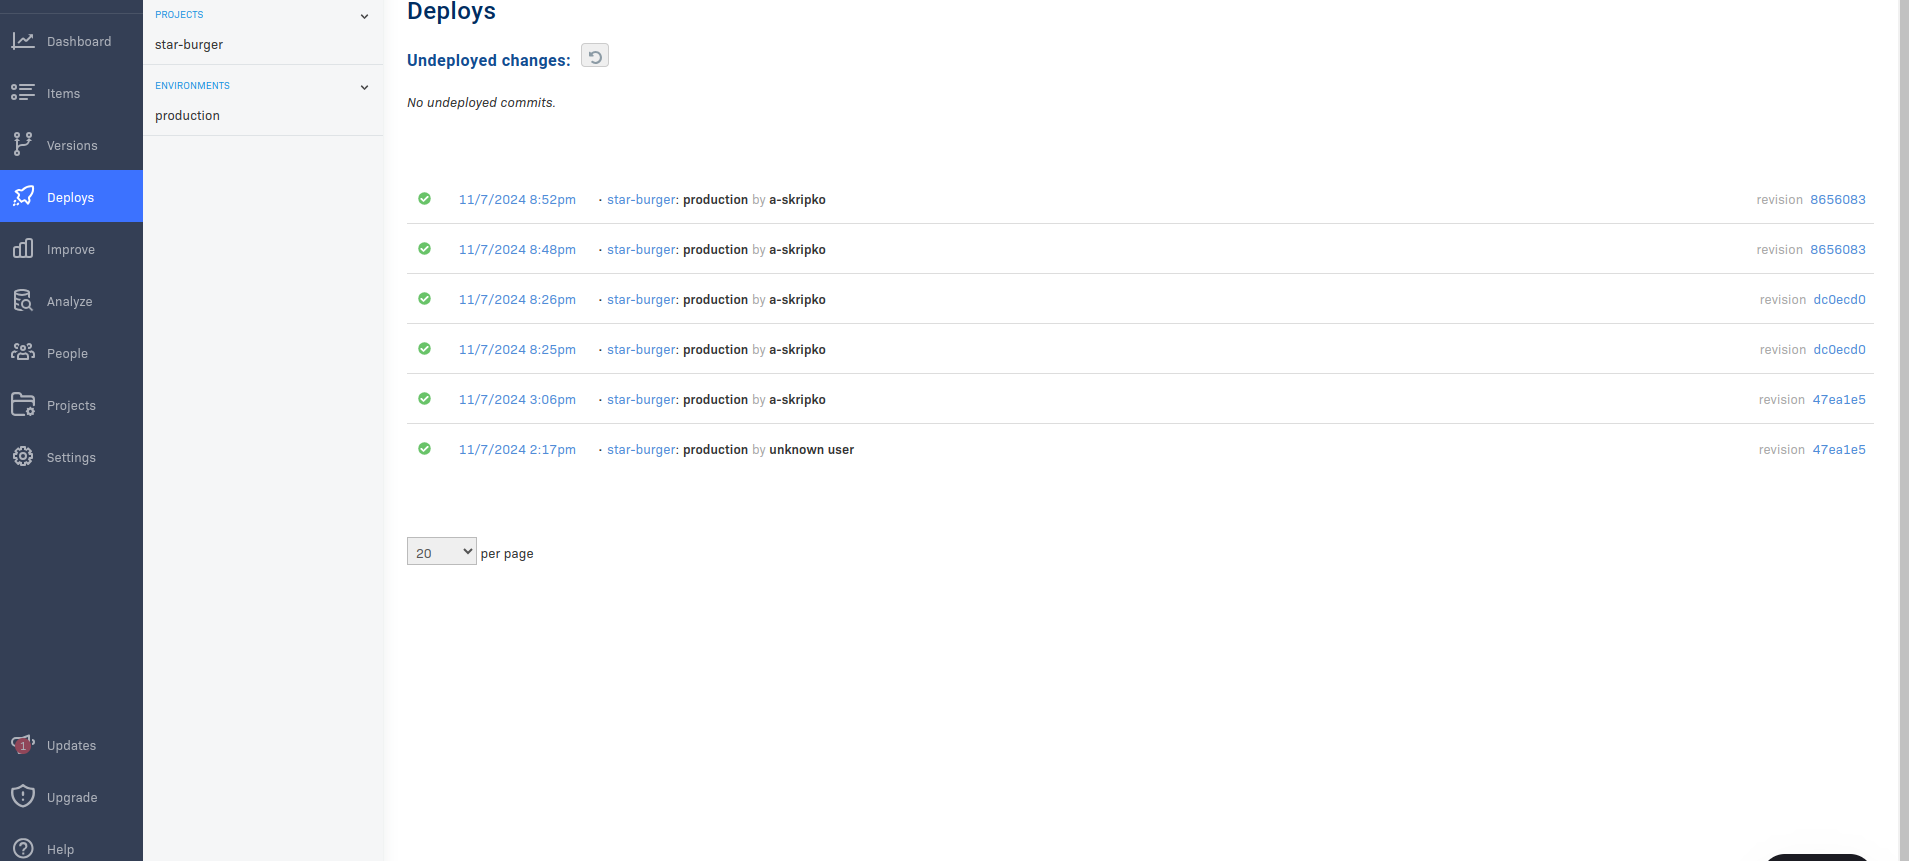 Dashboard
Items
Versions
Deploys
Improve
Analyze
People
Projects
Settings
1
Updates
Upgrade
Help
PROJECTS
star-burger
ENVIRONMENTS
production
Deploys
Undeployed changes:
No undeployed commits.
11/7/2024 8:52pm · star-burger: production by a-skripko revision 8656083
11/7/2024 8:48pm · star-burger: production by a-skripko revision 8656083
11/7/2024 8:26pm · star-burger: production by a-skripko revision dc0ecd0
11/7/2024 8:25pm · star-burger: production by a-skripko revision dc0ecd0
11/7/2024 3:06pm · star-burger: production by a-skripko revision 47ea1e5
11/7/2024 2:17pm · star-burger: production by unknown user revision 47ea1e5
20 per page